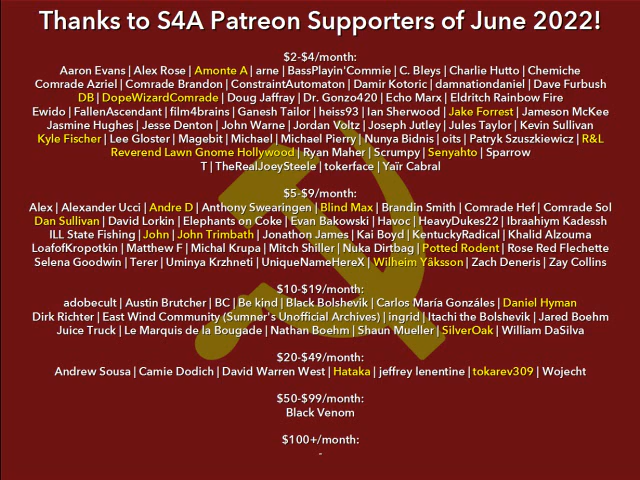 Thanks to S4A Patreon Supporters of June 2022!
$2-$4/month:
Aaron Evans | Alex Rose | Amonte A | arne | BassPlayin'Commie | C. Bleys | Charlie Hutto | Chemiche
Comrade Azriel | Comrade Brandon | ConstraintAutomaton | Damir Kotoric | damnationdaniel | Dave Furbush
DB | DopeWizardComrade | Doug Jaffray | Dr. Gonzo420 | Echo Marx | Eldritch Rainbow Fire
Ewido | FallenAscendant | film4brains | Ganesh Tailor | heiss93 | Ian Sherwood | Jake Forrest | Jameson McKee
Jasmine Hughes | Jesse Denton | John Warne | Jordan Voltz | Joseph Jutley | Jules Taylor | Kevin Sullivan
Kyle Fischer | Lee Gloster | Magebit | Michael | Michael Pierry | Nunya Bidnis | oits | Patryk Szuszkiewicz | R&L
Reverend Lawn Gnome Hollywood | Ryan Maher | Scrumpy | Senyahto | Sparrow
T | TheRealJoeySteele | tokerface | Yaïr Cabral
$5-$9/month:
Alex | Alexander Ucci | Andre D | Anthony Swearingen | Blind Max | Brandin Smith | Comrade Hef | Comrade Sol
Dan Sullivan | David Lorkin | Elephants on Coke | Evan Bakowski | Havoc | HeavyDukes22 | Ibraahiym Kadessh
ILL State Fishing | John | John Trimbath | Jonathon James | Kai Boyd | KentuckyRadical | Khalid Alzouma
LoafofKropotkin | Matthew F | Michal Krupa | Mitch Shiller | Nuka Dirtbag | Potted Rodent | Rose Red Flechette
Selena Goodwin | Terer | Uminya Krzhneti | UniqueNameHereX | Wilheim Yäksson | Zach Deneris | Zay Collins
$10-$19/month:
adobecult | Austin Brutcher | BC | Be kind | Black Bolshevik | Carlos María Gonzáles | Daniel Hyman
Dirk Richter | East Wind Community (Sumner's Unofficial Archives) | ingrid | Itachi the Bolshevik | Jared Boehm
Juice Truck | Le Marquis de la Bougade | Nathan Boehm | Shaun Mueller | SilverOak | William DaSilva
$20-$49/month:
Andrew Sousa | Camie Dodich | David Warren West | Hataka | jeffrey lenentine | tokarev309 | Wojecht
$50-$99/month:
Black Venom
$100+/month:
-